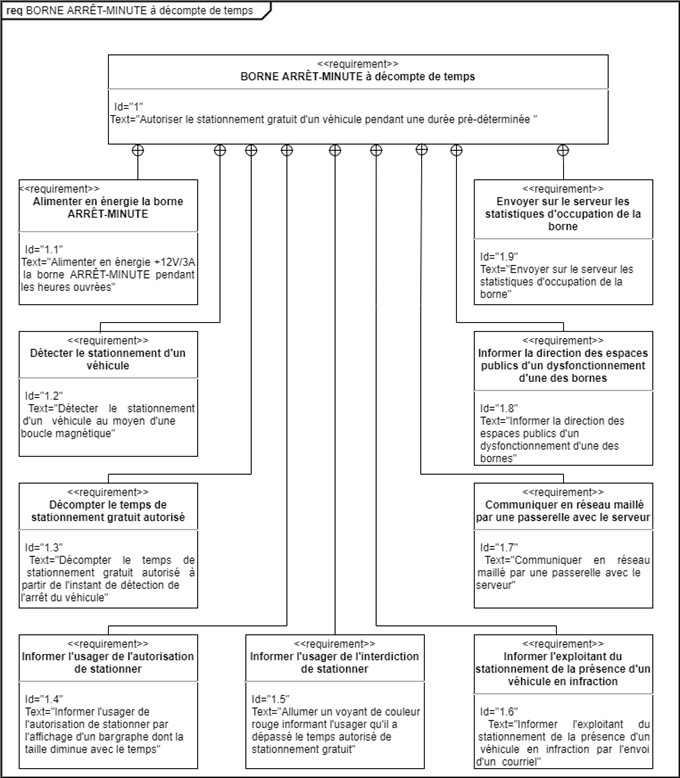 req BORNE ARRÊT-MINUTE á décompte de temps
<<requirement>>
BORNE ARRÊT-MINUTE à décompte de temps
Id="1"
Text="Autoriser le stationnement gratuit d'un véhicule pendant une durée pré-déterminée "
<<requirement>>
Alimenter en énergie la borne
ARRÊT-MINUTE
Id="1.1"
Text="Alimenter en énergie +12V/3A
la borne ARRÊT-MINUTE pendant
les heures ouvrées"
<<requirement>>
Envoyer sur le serveur les
statistiques d'occupation de la
borne
Id="1.9"
Text="Envoyer sur le serveur les
statistiques d'occupation de la
borne"
<<requirement>>
Détecter le stationnement d'un
véhicule
Id="1.2"
Text="Détecter le stationnement
d'un véhicule au moyen d'une
boucle magnétique"
<<requirement>>
Informer la direction des espaces
publics d'un dysfonctionnement
d'une des bornes
Id="1.8"
Text="Informer la direction des
espaces publics d'un
dysfonctionnement d'une des
bornes"
<<requirement>>
Décompter le temps de
stationnement gratuit autorisé
Id="1.3"
Text="Décompter le temps de
stationnement gratuit autorisé à
partir de l'instant de détection de
l'arrêt du véhicule"
<<requirement>>
Communiquer en réseau maillé
par une passerelle avec le serveur
Id="1.7"
Text="Communiquer en réseau
maillé par une passerelle avec le
serveur"
<<requirement>>
Informer l'usager de l'autorisation
de stationner
Id="1.4"
Text="Informer l'usager de
l'autorisation de stationner par
l'affichage d'un bargraphe dont la
taille diminue avec le temps"
<<requirement>>
Informer l'usager de l'interdiction
de stationner
Id="1.5"
Text="Allumer un voyant de couleur
rouge informant l'usager qu'il a
dépassé le temps autorisé de
stationnement gratuit"
<<requirement>>
Informer l'exploitant du
stationnement de la présence d'un
véhicule en infraction
Id="1.6"
Text="Informer l'exploitant du
stationnement de la présence d'un
véhicule en infraction par l'envoi
d'un courriel"